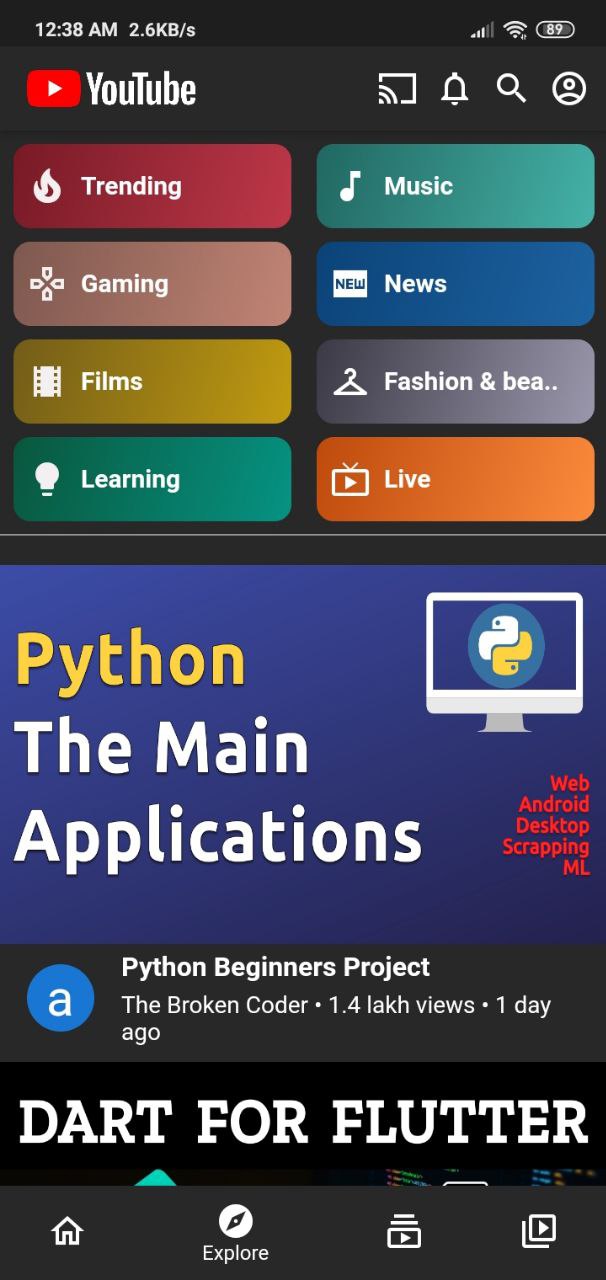 12:38 AM 2.6KB/s 89
YouTube
Trending
Music
Gaming
NEW News
Films
Fashion & bea..
Learning
Live
Python
The Main
Applications
Web
Android
Desktop
Scrapping
ML
a
Python Beginners Project
The Broken Coder • 1.4 lakh views • 1 day
ago
DART FOR FLUTTER
Explore